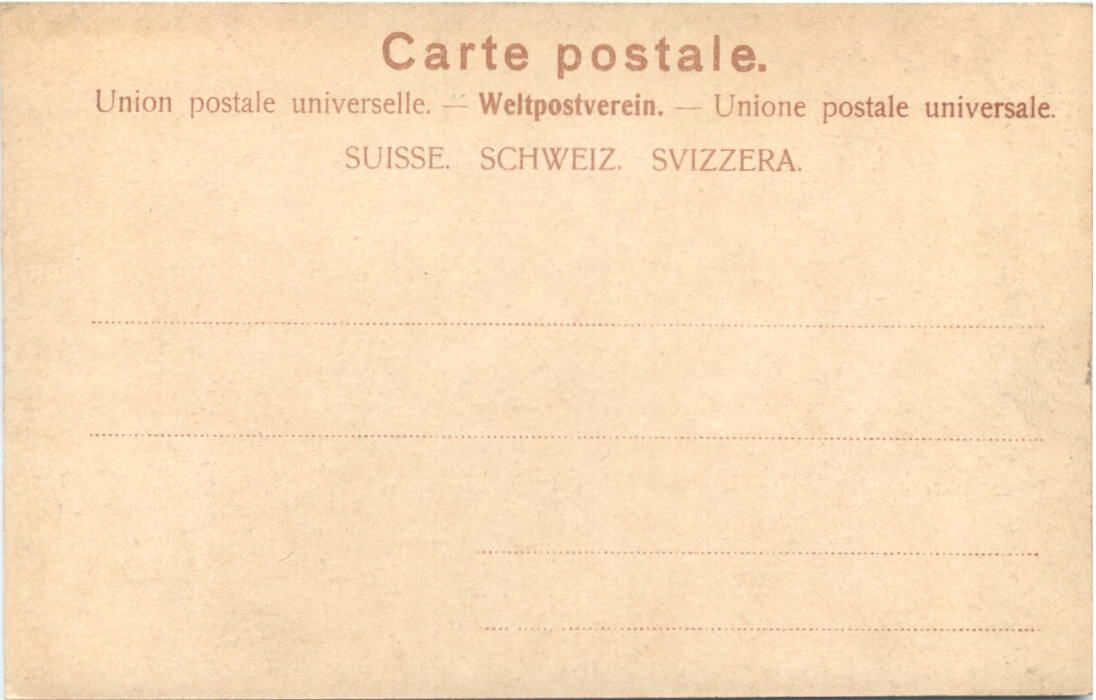 Carte postale.
Union postale universelle. — Weltpostverein. — Unione postale universale.
SUISSE. SCHWEIZ. SVIZZERA.